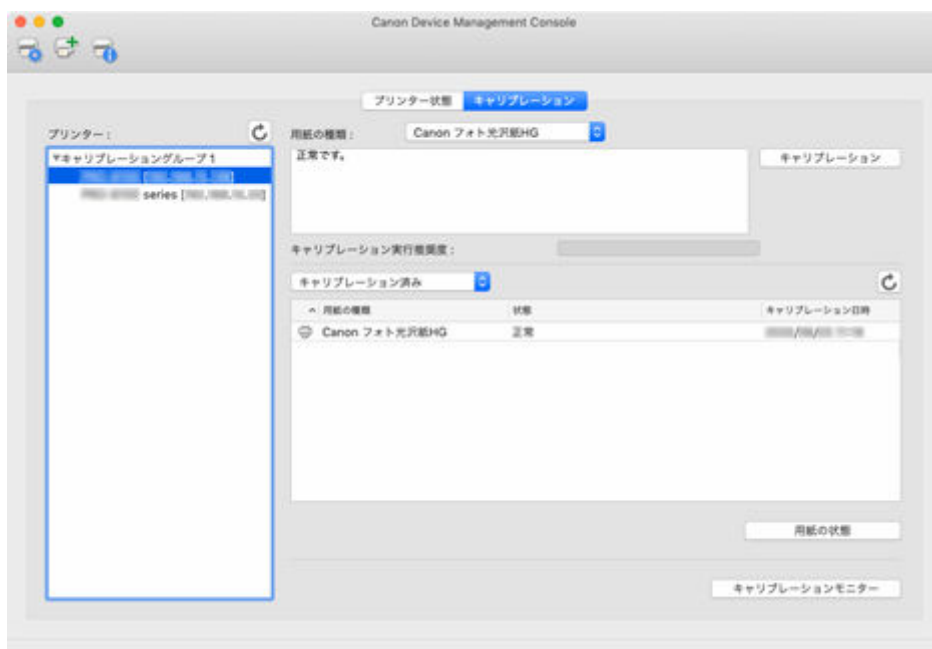 Canon Device Management Console
プリンター状態 キャリブレーション
プリンター:
用紙の種類: Canon フォト光沢紙HG
▼キャリブレーショングループ1
series
正常です。
キャリブレーション
キャリブレーション実行推奨度:
キャリブレーション済み
用紙の種類 状態 キャリブレーション日時
Canon フォト光沢紙HG 正常
用紙の状態
キャリブレーションモニター